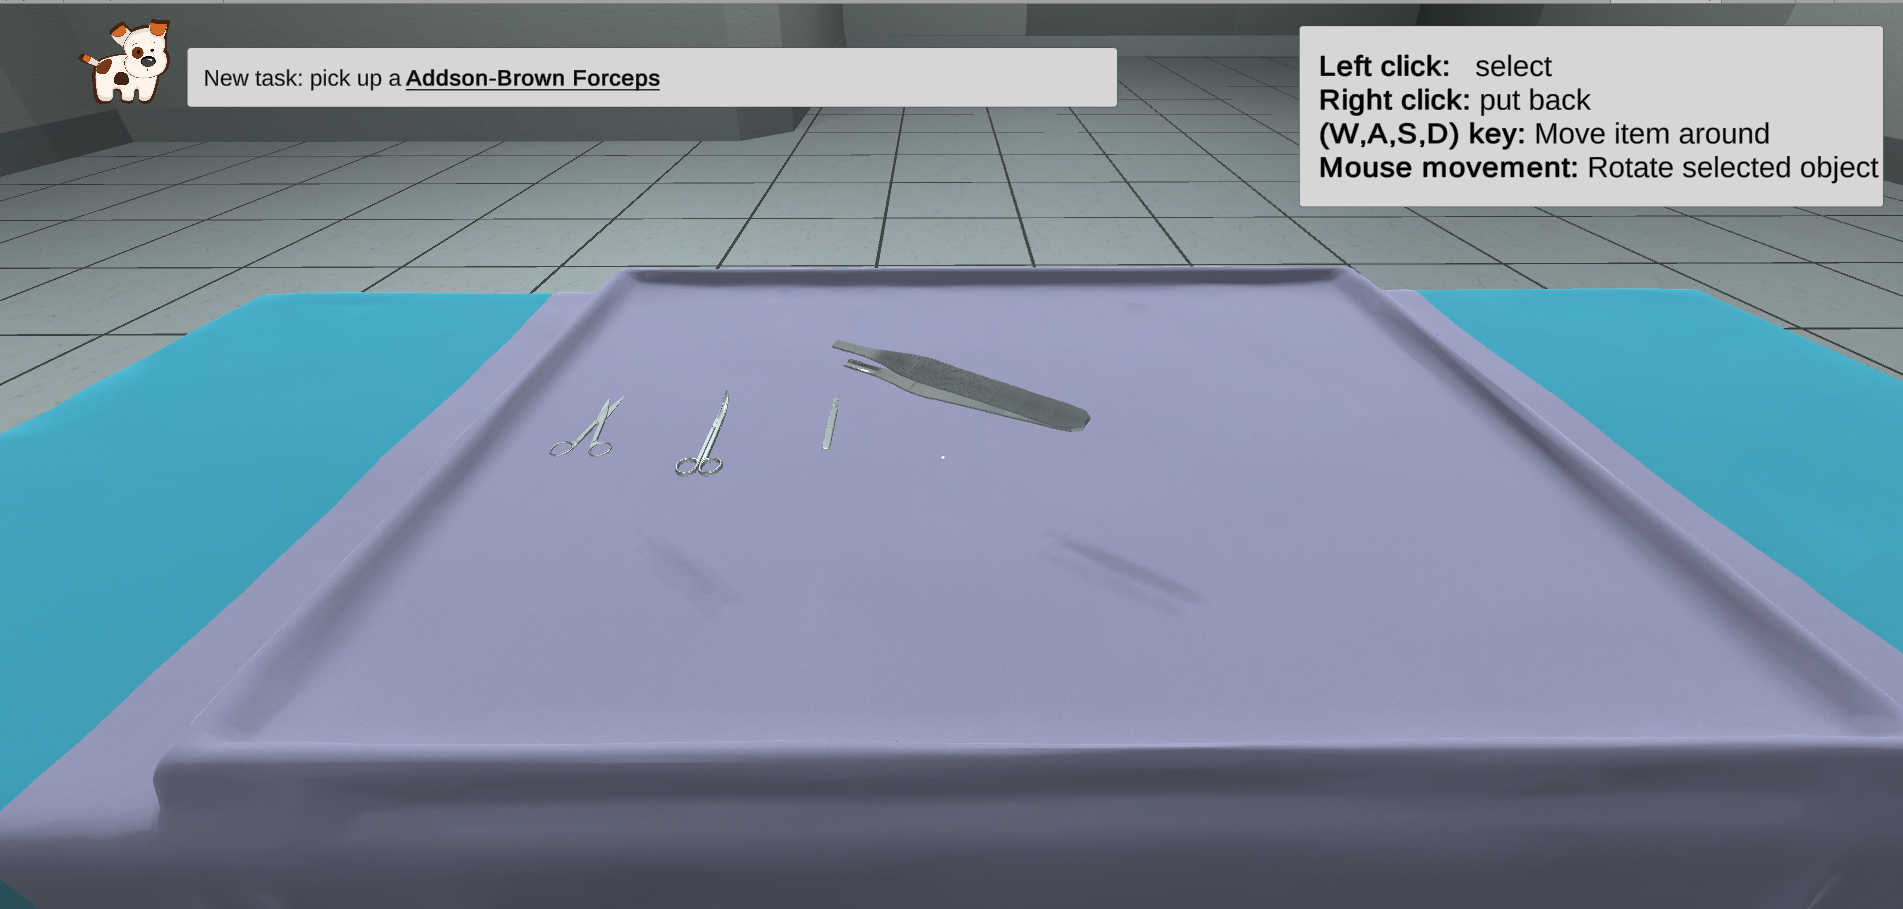 New task: pick up a Addson-Brown Forceps
Left click: select
Right click: put back
(W,A,S,D) key: Move item around
Mouse movement: Rotate selected object